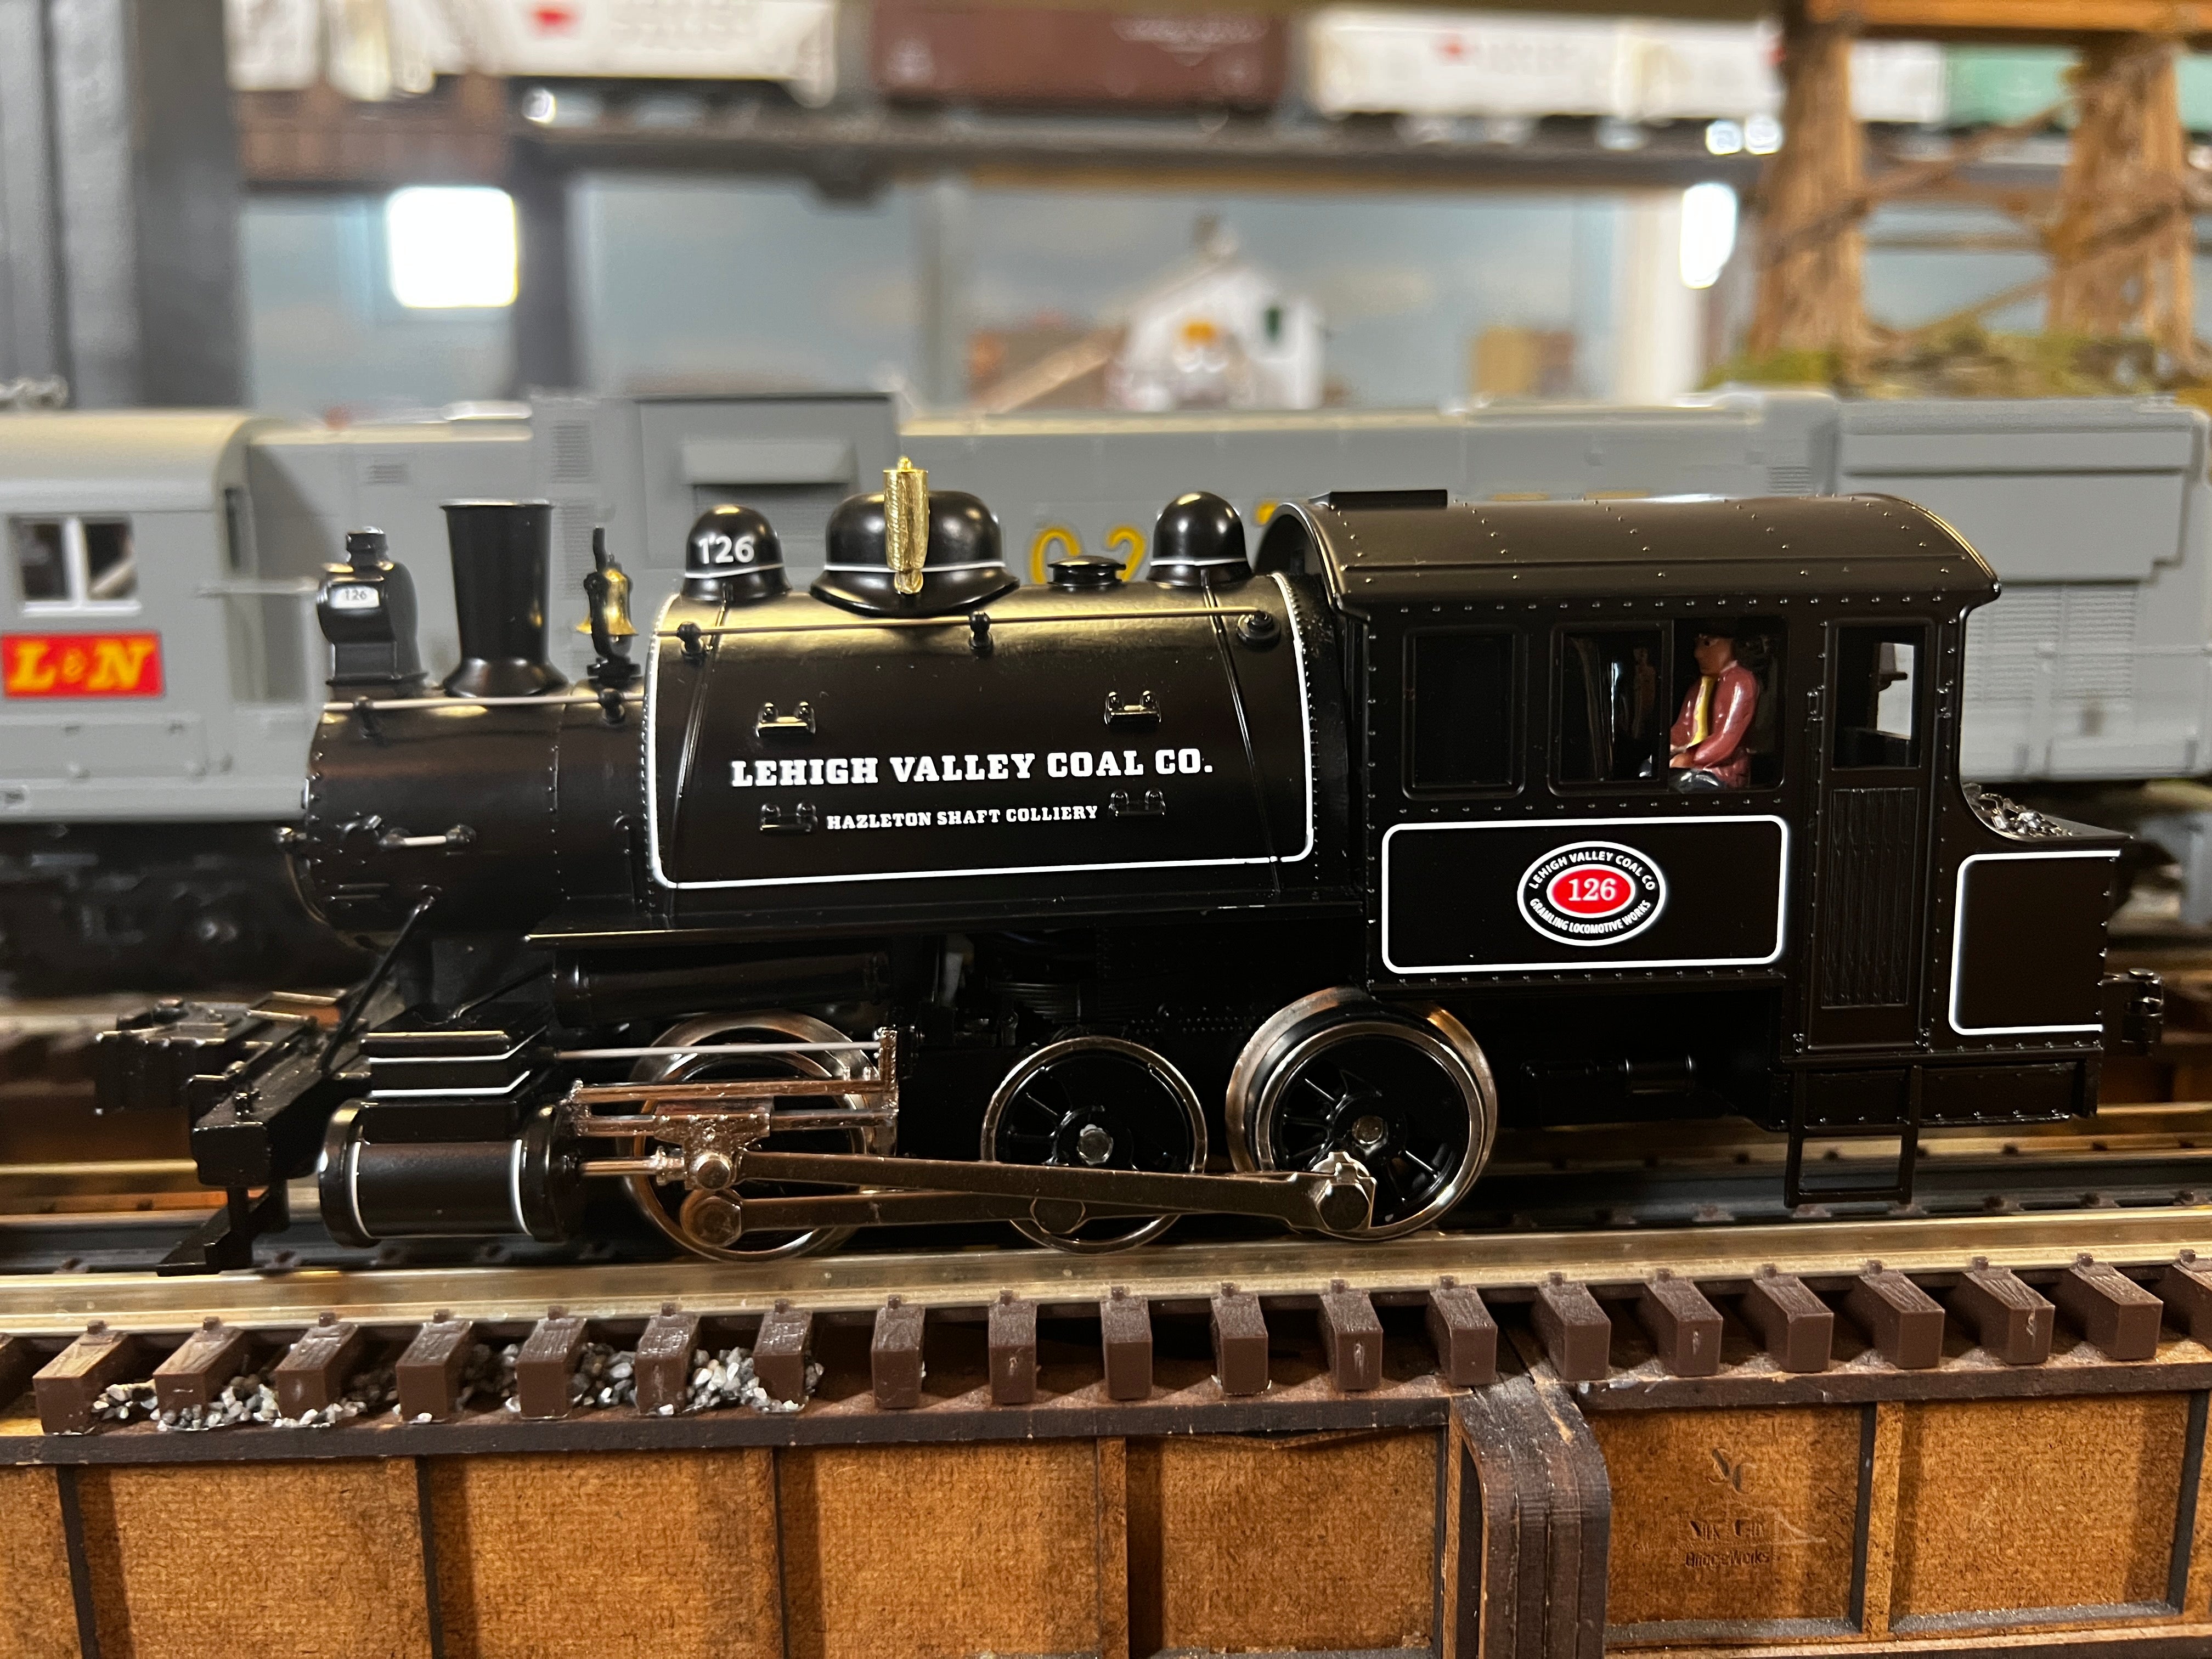 126
126
L&N
LEHIGH VALLEY COAL CO.
HAZLETON SHAFT COLLIERY
LEHIGH VALLEY COAL CO
126
GRAMLING LOCOMOTIVE WORKS